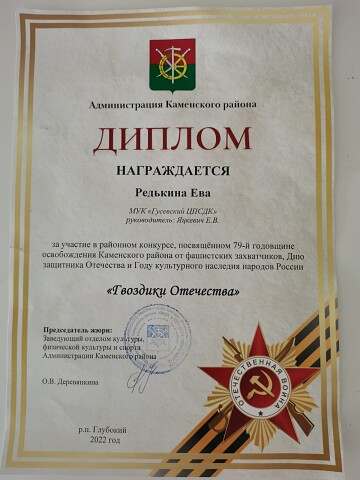 Администрация Каменского района
ДИПЛОМ
НАГРАЖДАЕТСЯ
Редькина Ева
МУК «Гусевский ЦПСДК»
руководитель: Яцкевич Е.В.
за участие в районном конкурсе, посвящённом 79-й годовщине
освобождения Каменского района от фашистских захватчиков, Дню
защитника Отечества и Году культурного наследия народов России
«Гвоздики Отечества»
Председатель жюри:
Заведующий отделом культуры,
физической культуры и спорта
Администрации Каменского района
О.В. Деревянкина
р.п. Глубокий
2022 год
ОТЕЧЕСТВЕННАЯ ВОЙНА